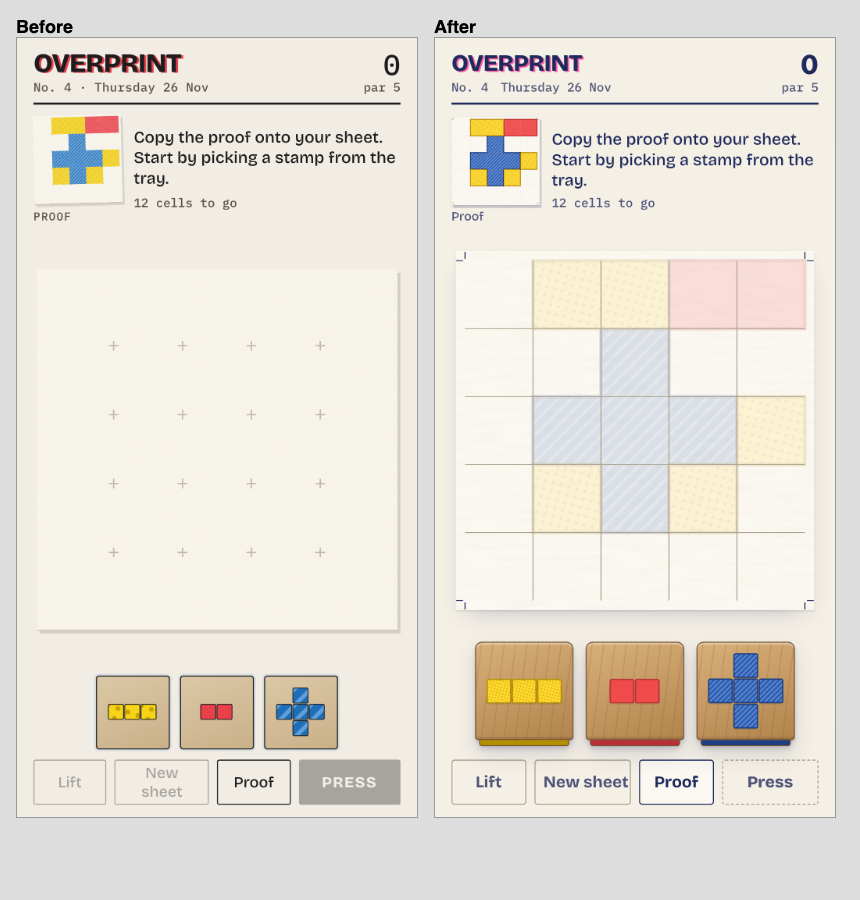 Before
OVERPRINT
0
No. 4 · Thursday 26 Nov
par 5
Copy the proof onto your sheet.
Start by picking a stamp from the
tray.
12 cells to go
PROOF
Lift
New
sheet
Proof
PRESS
After
OVERPRINT
0
No. 4 Thursday 26 Nov
par 5
Copy the proof onto your sheet.
Start by picking a stamp from the
tray.
12 cells to go
Proof
Lift
New sheet
Proof
Press